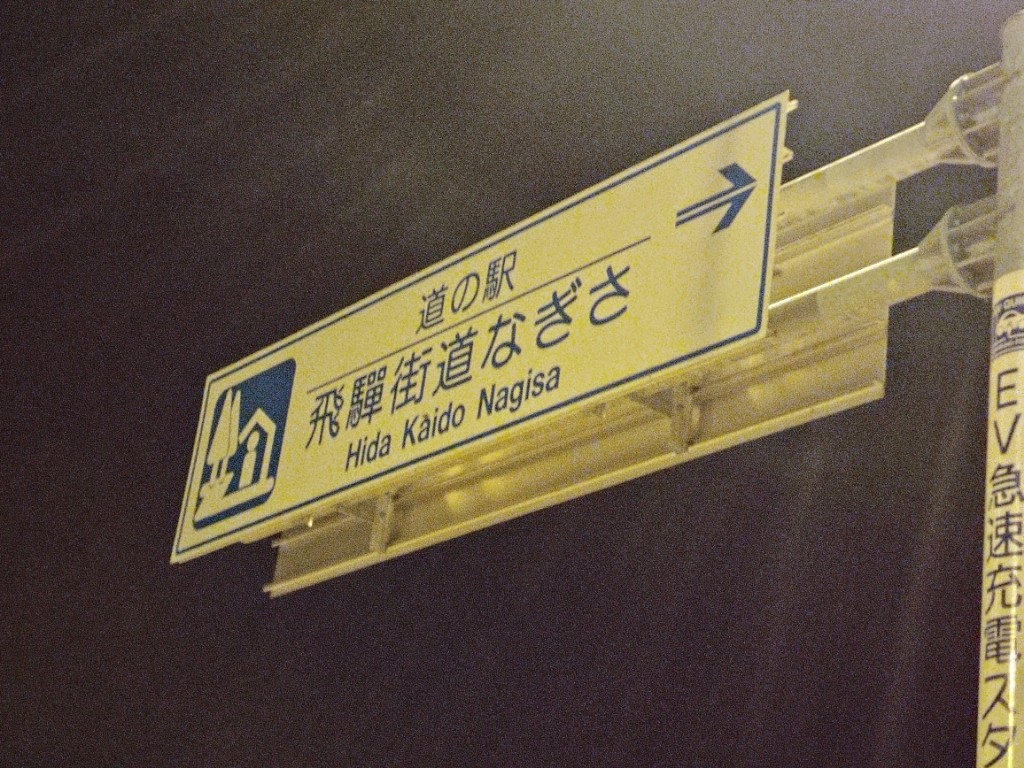 道の駅
飛驒街道なぎさ
Hida Kaido Nagisa
EV急速充電スタ